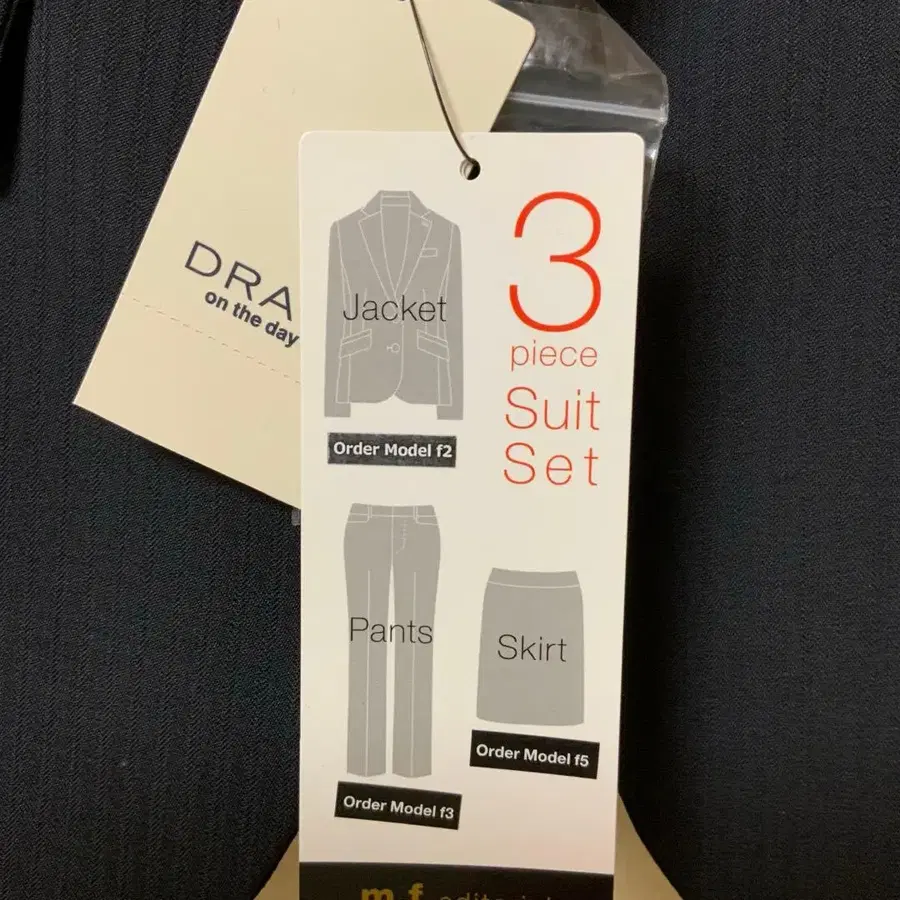 DRA
on the day
3
piece
Suit
Set
Jacket
Order Model f2
Pants
Skirt
Order Model f5
Order Model f3
m.f.